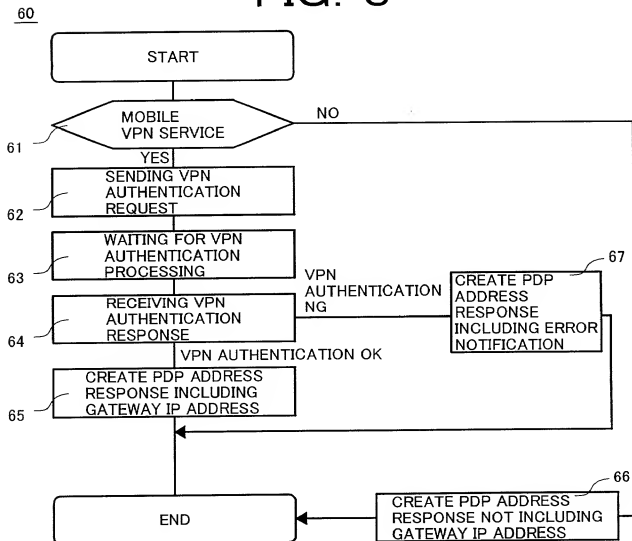 60
START
MOBILE
VPN SERVICE
NO
61
YES
SENDING VPN
AUTHENTICATION
REQUEST
62
WAITING FOR VPN
AUTHENTICATION
PROCESSING
63
RECEIVING VPN
AUTHENTICATION
RESPONSE
64
VPN
AUTHENTICATION
NG
67
CREATE PDP
ADDRESS
RESPONSE
INCLUDING ERROR
NOTIFICATION
VPN AUTHENTICATION OK
CREATE PDP ADDRESS
RESPONSE INCLUDING
GATEWAY IP ADDRESS
65
66
END
CREATE PDP ADDRESS
RESPONSE NOT INCLUDING
GATEWAY IP ADDRESS